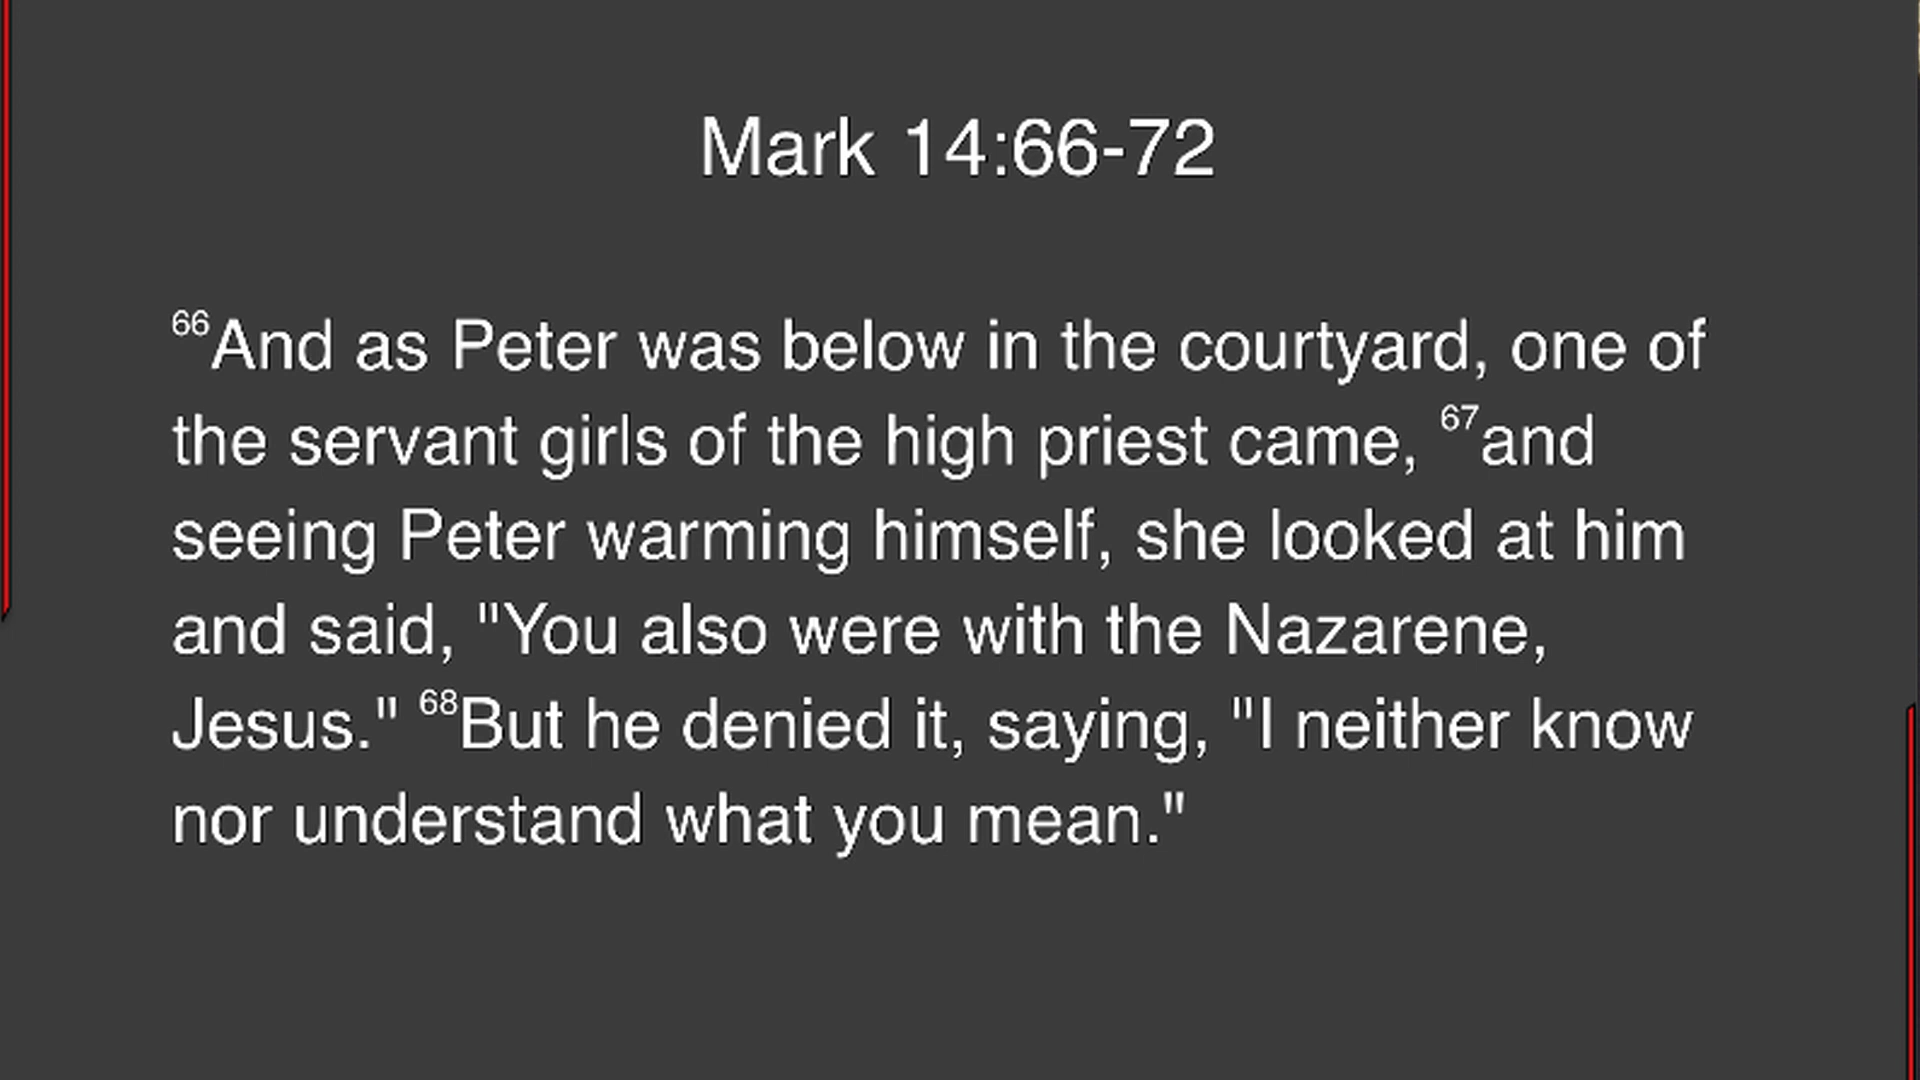 Mark 14:66-72
66And as Peter was below in the courtyard, one of
the servant girls of the high priest came, 67and
seeing Peter warming himself, she looked at him
and said, "You also were with the Nazarene,
Jesus." 68But he denied it, saying, "I neither know
nor understand what you mean."